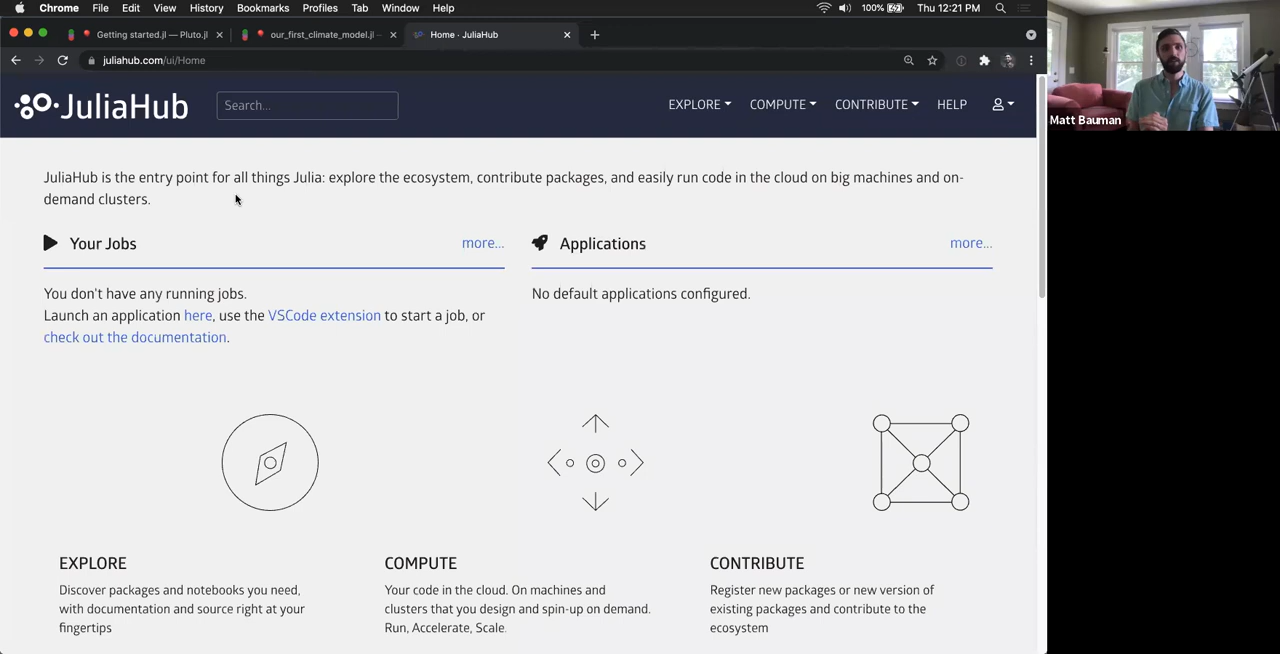 Chrome File Edit View History Bookmarks Profiles Tab Window Help 100% Thu 12:21 PM
Getting started.jl — Pluto.jl our_first_climate_model.jl – Home · JuliaHub
juliahub.com/ui/Home
JuliaHub Search... EXPLORE COMPUTE CONTRIBUTE HELP
Matt Bauman
JuliaHub is the entry point for all things Julia: explore the ecosystem, contribute packages, and easily run code in the cloud on big machines and on-
demand clusters.
Your Jobs more... Applications more...
You don't have any running jobs. No default applications configured.
Launch an application here, use the VSCode extension to start a job, or
check out the documentation.
EXPLORE COMPUTE CONTRIBUTE
Discover packages and notebooks you need, Your code in the cloud. On machines and Register new packages or new version of
with documentation and source right at your clusters that you design and spin-up on demand. existing packages and contribute to the
fingertips Run, Accelerate, Scale. ecosystem